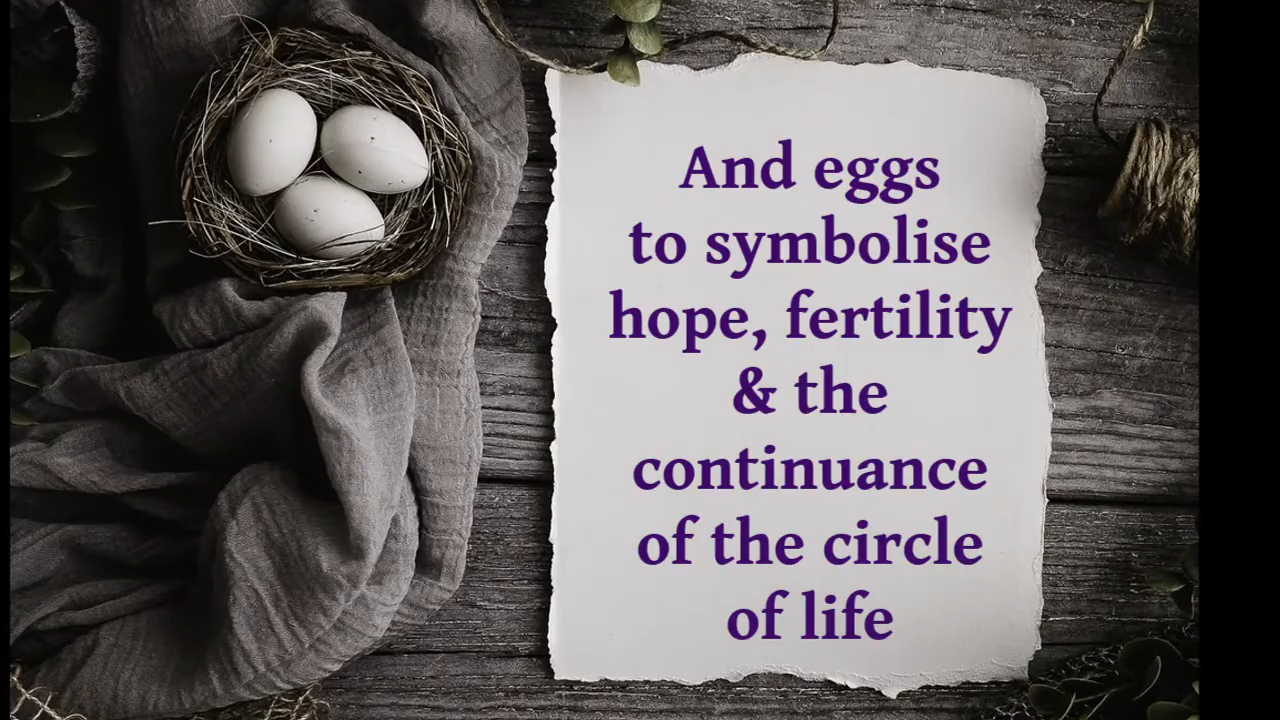 And eggs
to symbolise
hope, fertility
& the
continuance
of the circle
of life